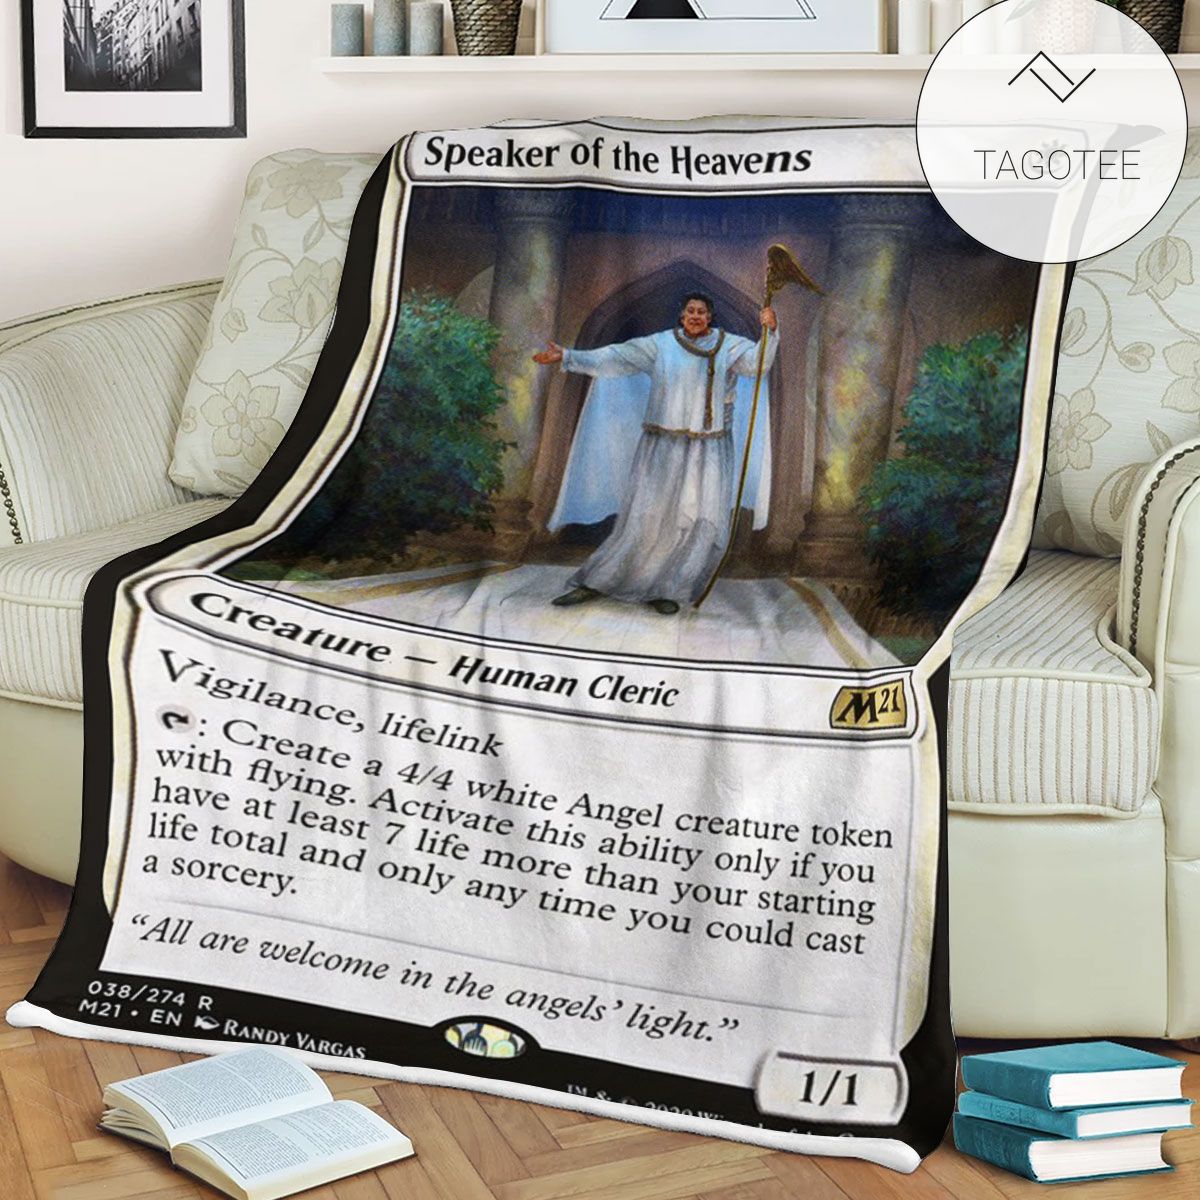 TAGOTEE
Speaker of the Heavens
Creature — Human Cleric
M21
Vigilance, lifelink
: Create a 4/4 white Angel creature token
with flying. Activate this ability only if you
have at least 7 life more than your starting
life total and only any time you could cast
a sorcery.
“All are welcome in the angels’ light.”
038/274 R
M21 • EN RANDY VARGAS
1/1
™ & © 2020